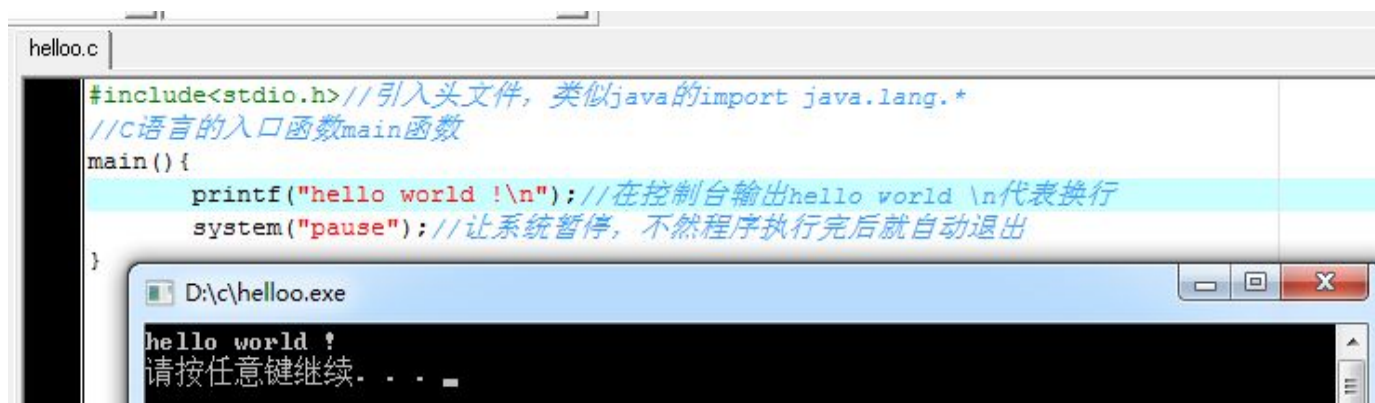 helloo.c
#include<stdio.h>//引入头文件，类似java的import java.lang.*
//C语言的入口函数main函数
main(){
printf("hello world !\n");//在控制台输出hello world \n代表换行
system("pause");//让系统暂停，不然程序执行完后就自动退出
}
D:\c\helloo.exe
hello world !
请按任意键继续. . .